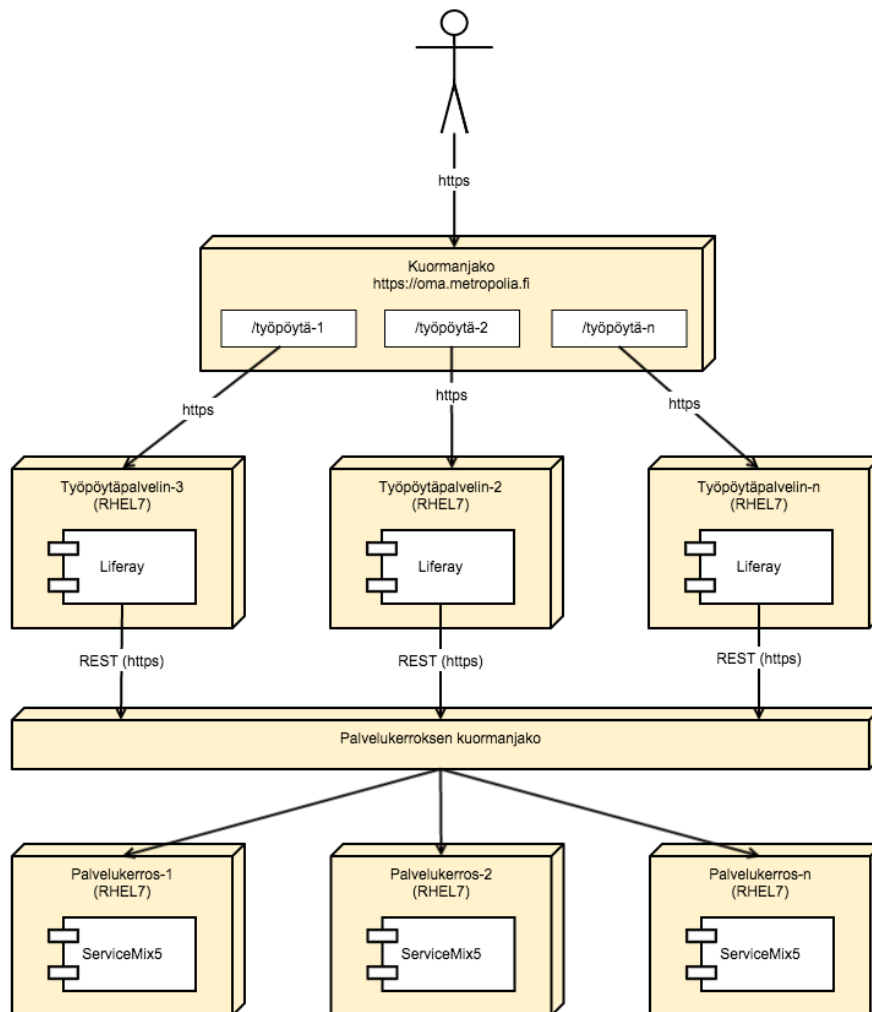 https
Kuormanjako
https://oma.metropolia.fi
/työpöytä-1
/työpöytä-2
/työpöytä-n
https
https
https
Työpöytäpalvelin-3
(RHEL7)
Liferay
Työpöytäpalvelin-2
(RHEL7)
Liferay
Työpöytäpalvelin-n
(RHEL7)
Liferay
REST (https)
REST (https)
REST (https)
Palvelukerroksen kuormanjako
Palvelukerros-1
(RHEL7)
ServiceMix5
Palvelukerros-2
(RHEL7)
ServiceMix5
Palvelukerros-n
(RHEL7)
ServiceMix5